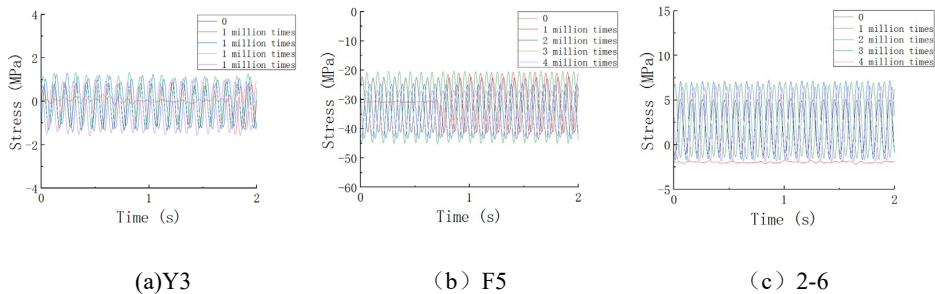 4
2
0
-2
-4
Stress (MPa)
0
1 million times
1 million times
1 million times
1 million times
0
1
2
Time (s)
(a)Y3
0
-10
-20
-30
-40
-50
-60
Stress (MPa)
0
1 million times
2 million times
3 million times
4 million times
0
1
2
Time (s)
（b）F5
15
10
5
0
-5
Stress (MPa)
0
1 million times
2 million times
3 million times
4 million times
0
1
2
Time (s)
（c）2-6